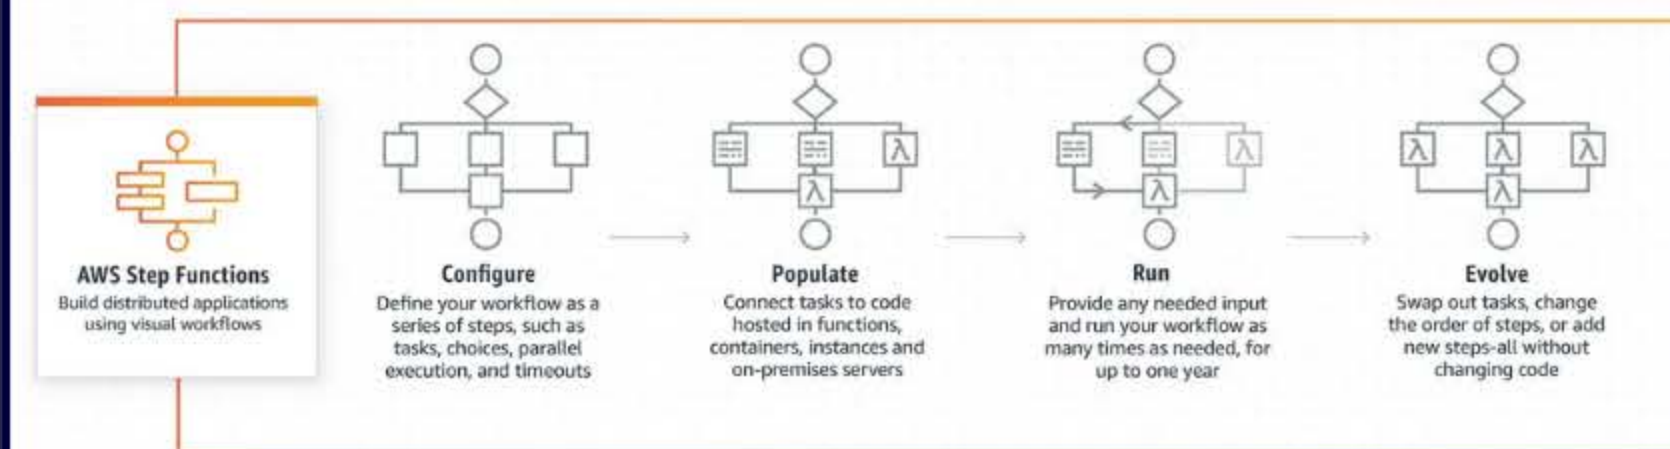 AWS Step Functions
Build distributed applications
using visual workflows
Configure
Define your workflow as a
series of steps, such as
tasks, choices, parallel
execution, and timeouts
λ
λ
Populate
Connect tasks to code
hosted in functions,
containers, instances and
on-premises servers
λ
λ
Run
Provide any needed input
and run your workflow as
many times as needed, for
up to one year
λ λ λ
λ
Evolve
Swap out tasks, change
the order of steps, or add
new steps-all without
changing code